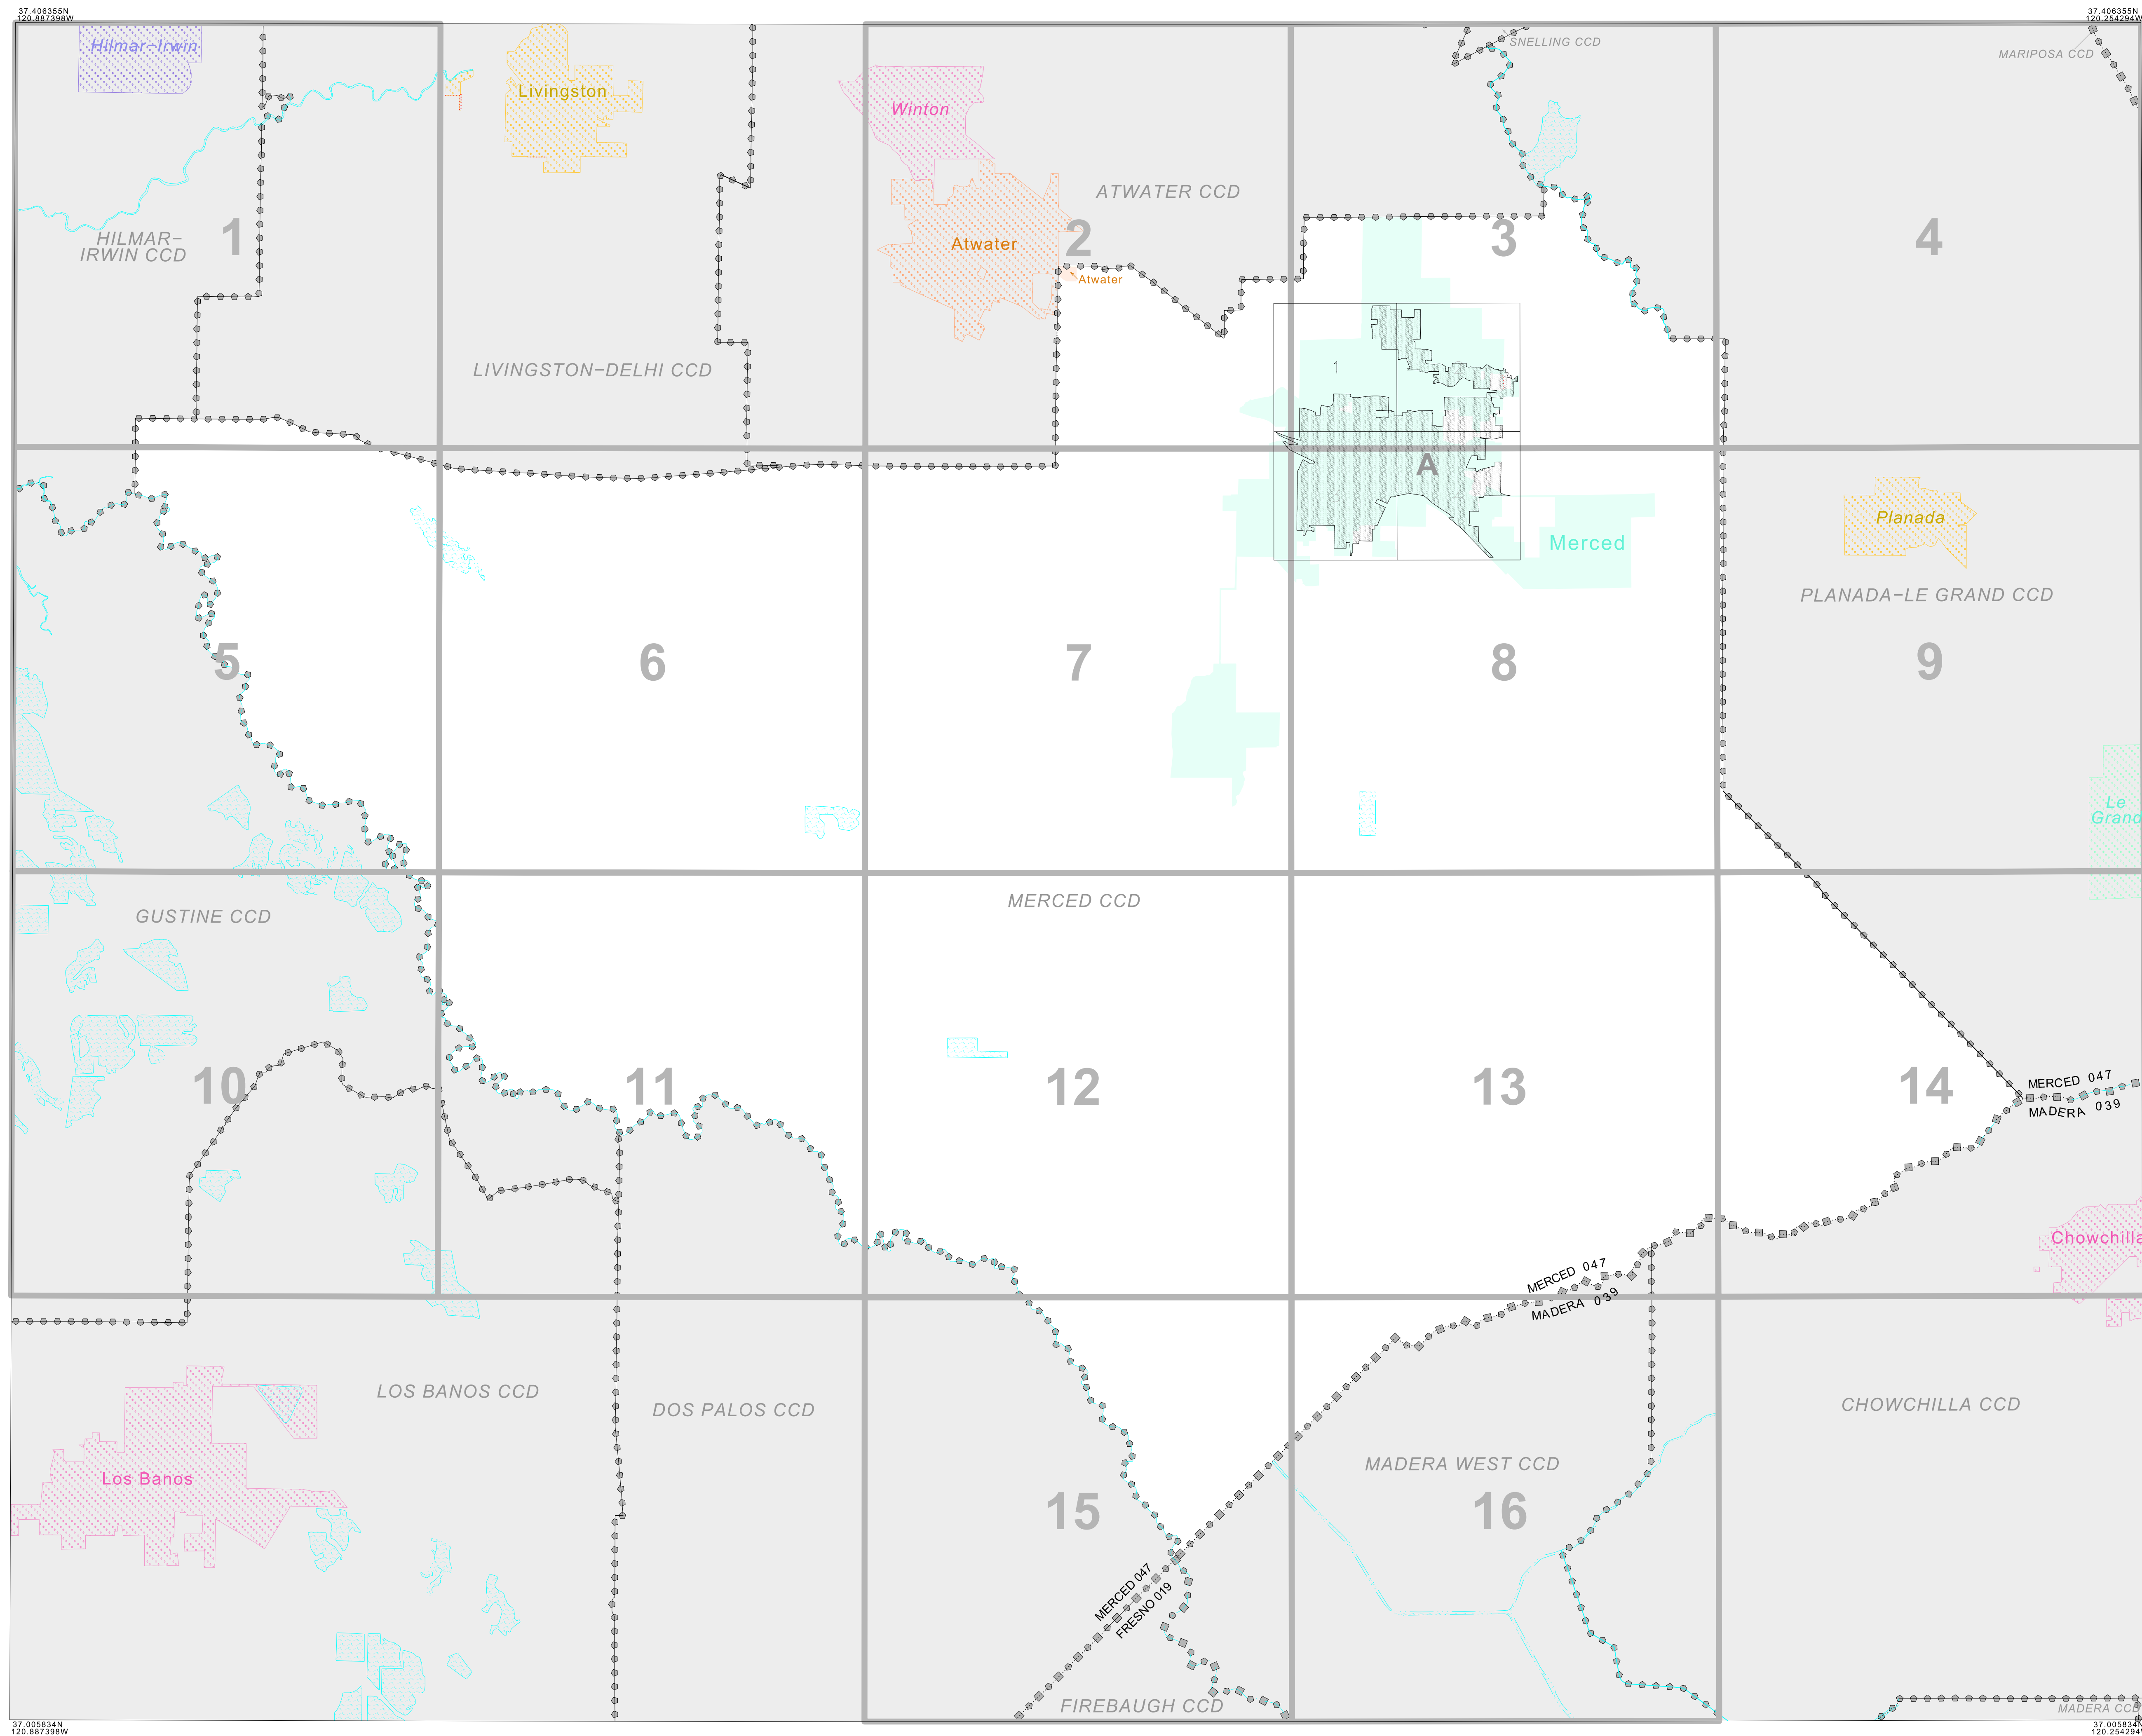 37.406355N
120.887398W
37.406355N
120.254294W
Hilmar-Irwin
Livingston
Winton
SNELLING CCD
MARIPOSA CCD
ATWATER CCD
HILMAR-
IRWIN CCD
1
Atwater
2
Atwater
3
4
LIVINGSTON-DELHI CCD
1
2
A
3
4
Merced
Planada
PLANADA-LE GRAND CCD
5
6
7
8
9
Le
Grand
GUSTINE CCD
MERCED CCD
10
11
12
13
14
MERCED 047
MADERA 039
Chowchilla
MERCED 047
MADERA 039
LOS BANOS CCD
DOS PALOS CCD
CHOWCHILLA CCD
Los Banos
MADERA WEST CCD
15
16
MERCED 047
FRESNO 019
FIREBAUGH CCD
MADERA CCD
37.005834N
120.887398W
37.005834N
120.254294W